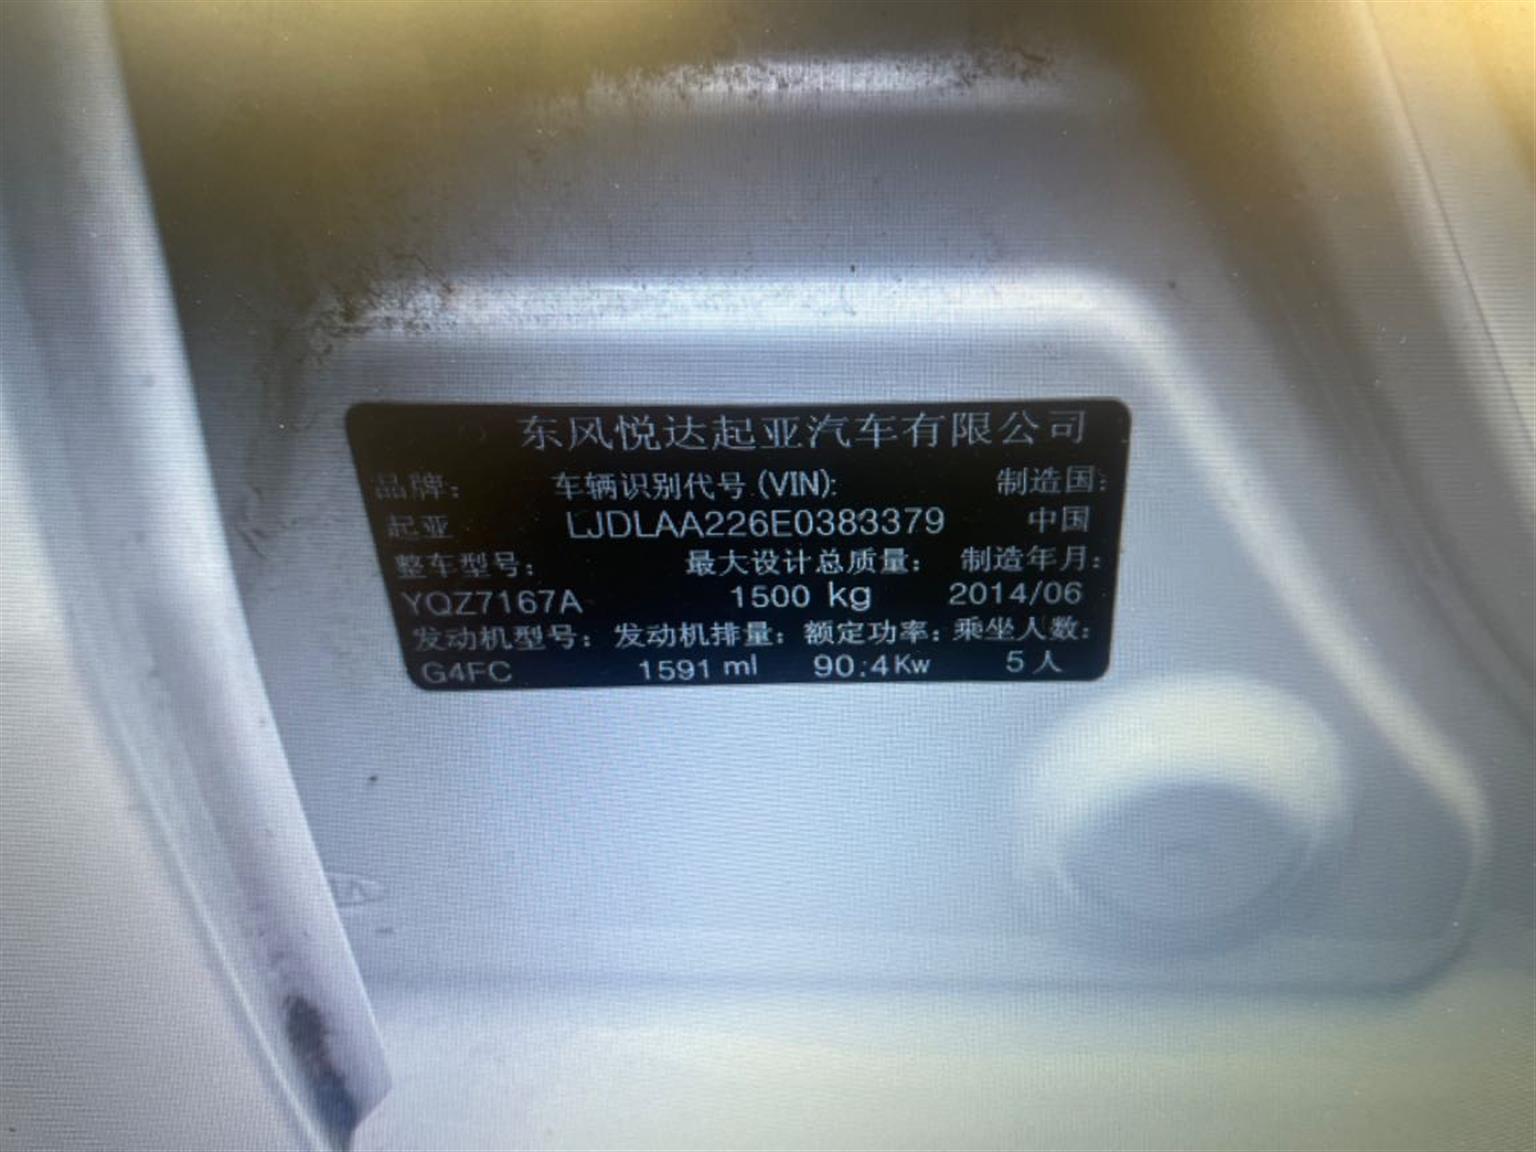 东风悦达起亚汽车有限公司
品牌: 车辆识别代号(VIN): 制造国:
起亚 LJDLAA226E0383379 中国
整车型号: 最大设计总质量: 制造年月:
YQZ7167A 1500 kg 2014/06
发动机型号: 发动机排量: 额定功率: 乘坐人数:
G4FC 1591 ml 90.4Kw 5人